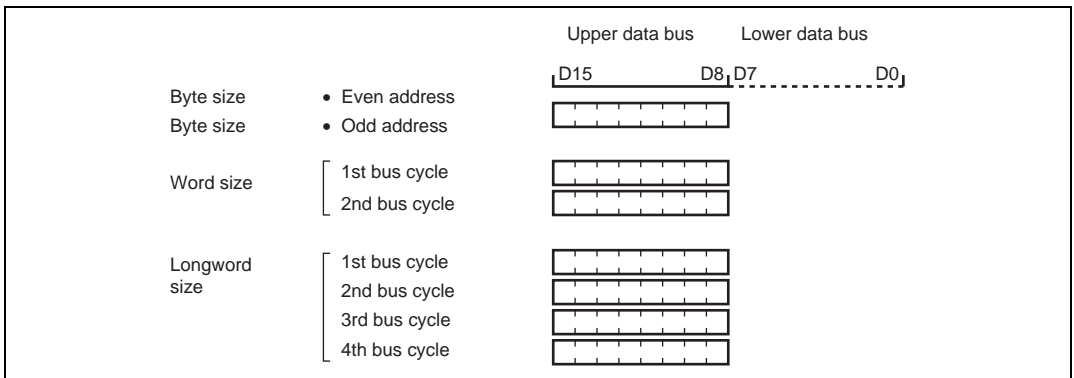 Upper data bus Lower data bus
D15 D8 D7 D0
Byte size • Even address
Byte size • Odd address
Word size
1st bus cycle
2nd bus cycle
Longword size
1st bus cycle
2nd bus cycle
3rd bus cycle
4th bus cycle